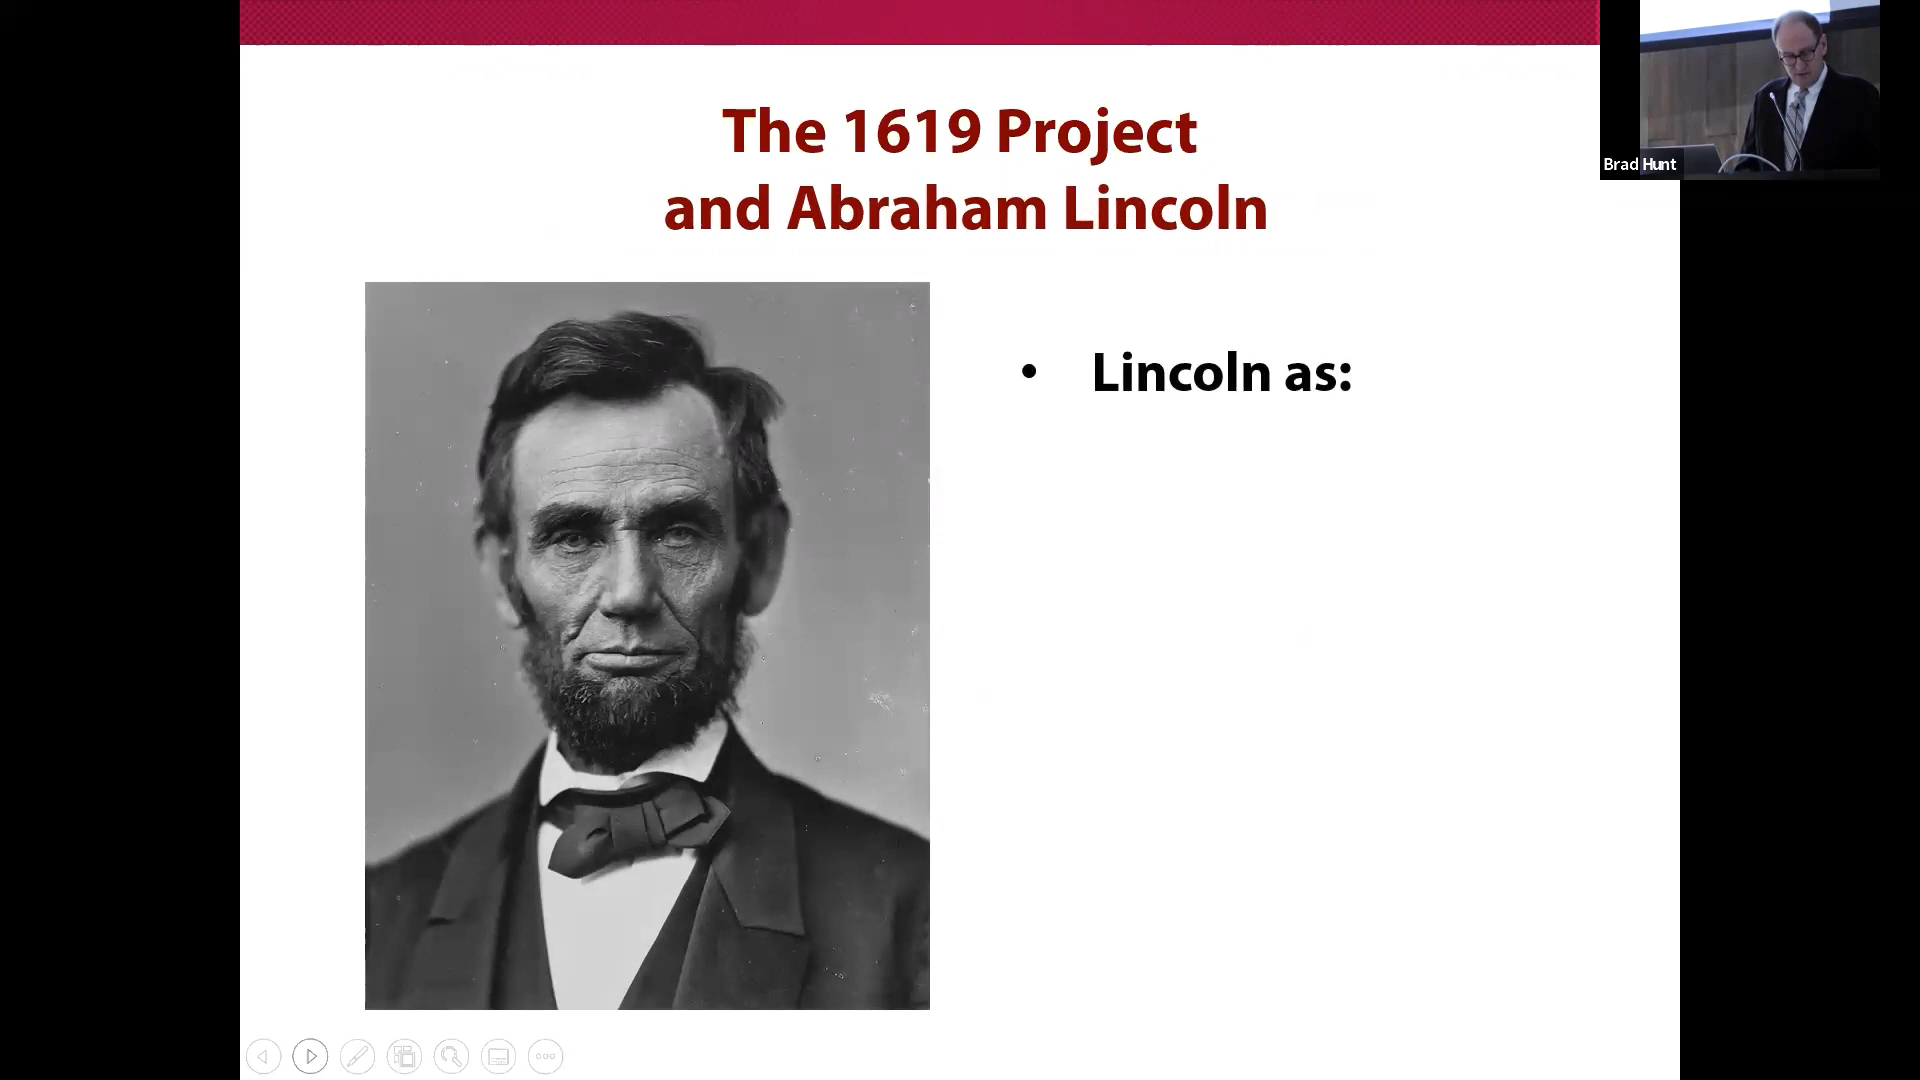 The 1619 Project
and Abraham Lincoln
• Lincoln as:
Brad Hunt